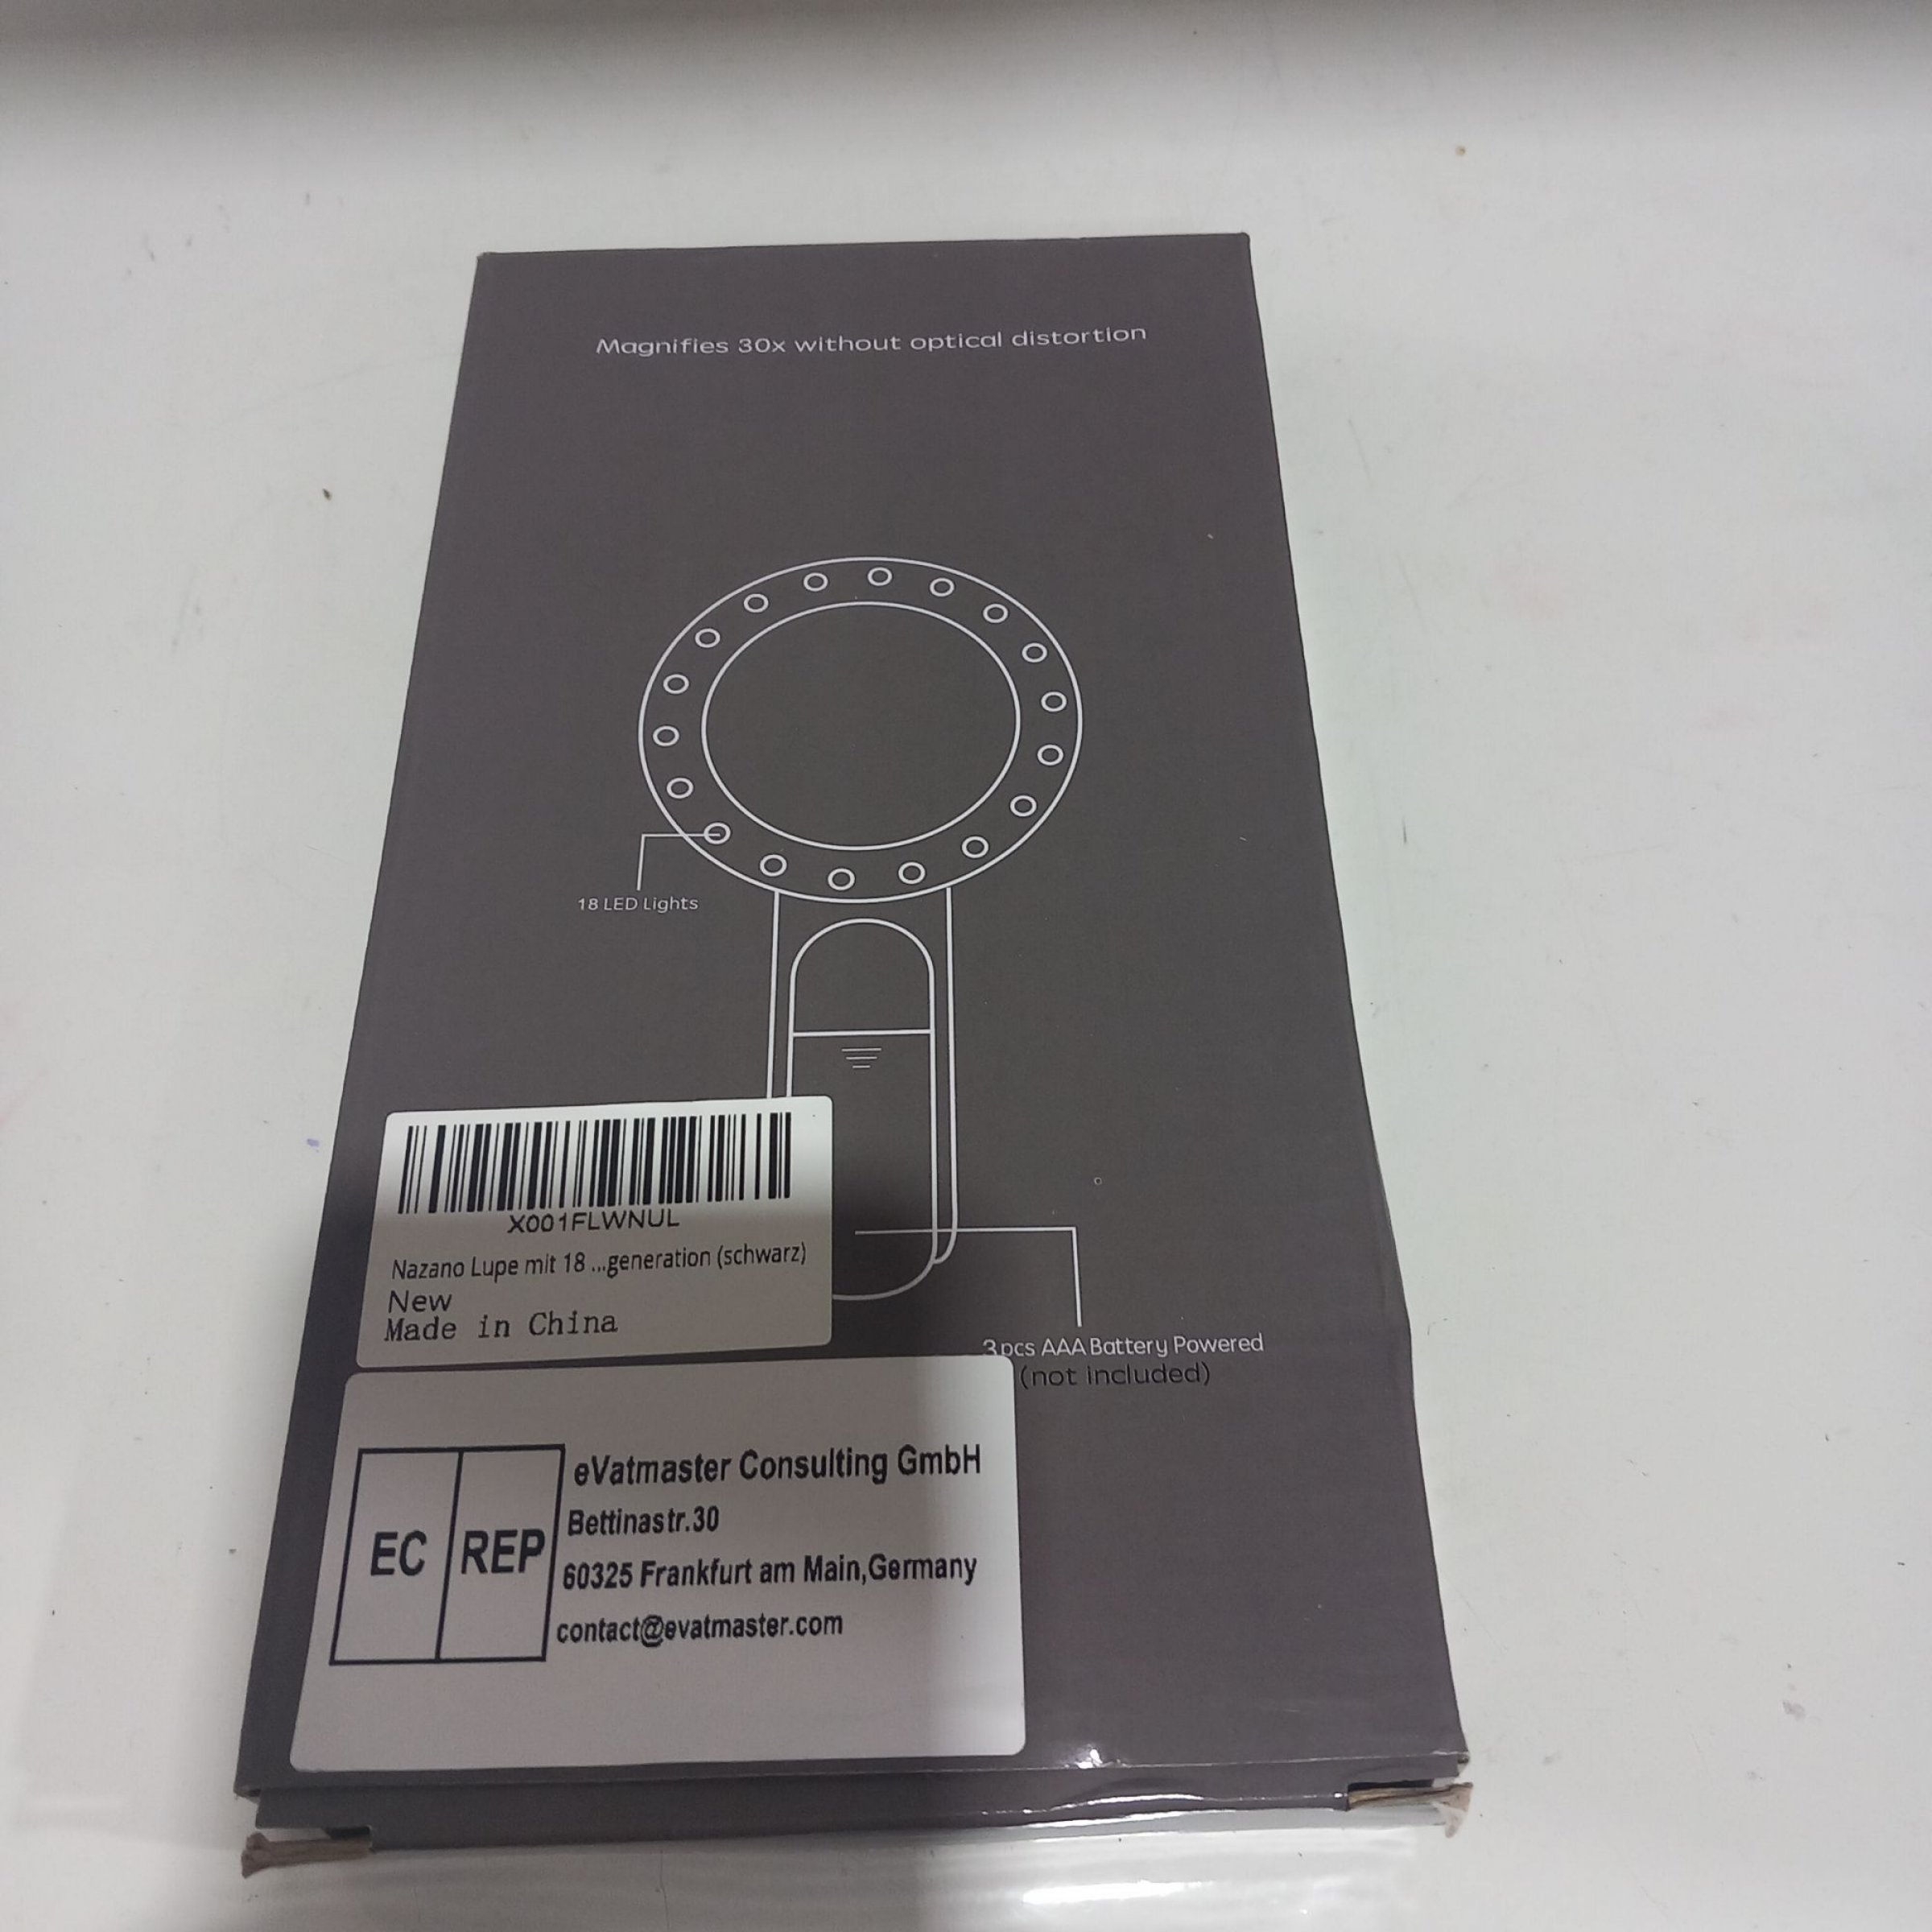 Magnifies 30x without optical distortion
18 LED Lights
X001FLWNUL
Nazano Lupe mit 18 ...generation (schwarz)
New
Made in China
3pcs AAA Battery Powered
(not included)
EC REP
eVatmaster Consulting GmbH
Bettinastr.30
60325 Frankfurt am Main,Germany
contact@evatmaster.com